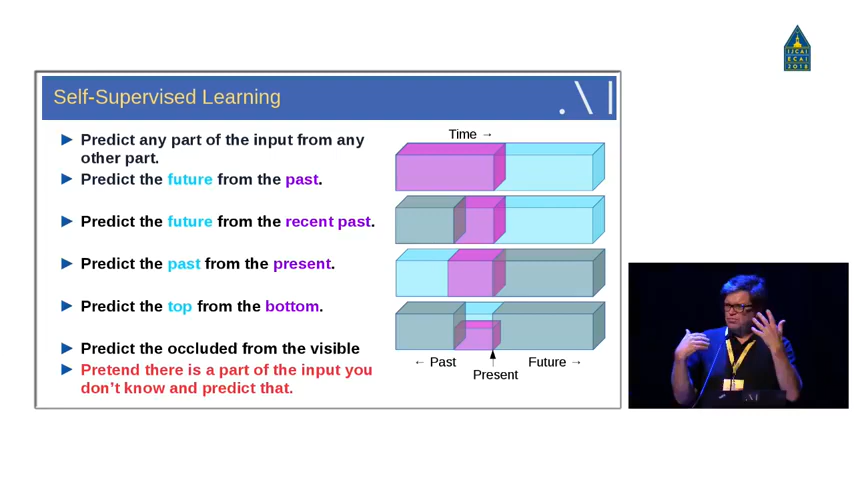 IJCAI
ECAI
2018
Self-Supervised Learning
Time →
► Predict any part of the input from any
other part.
► Predict the future from the past.
► Predict the future from the recent past.
► Predict the past from the present.
► Predict the top from the bottom.
► Predict the occluded from the visible
► Pretend there is a part of the input you
don't know and predict that.
← Past
Present
Future →